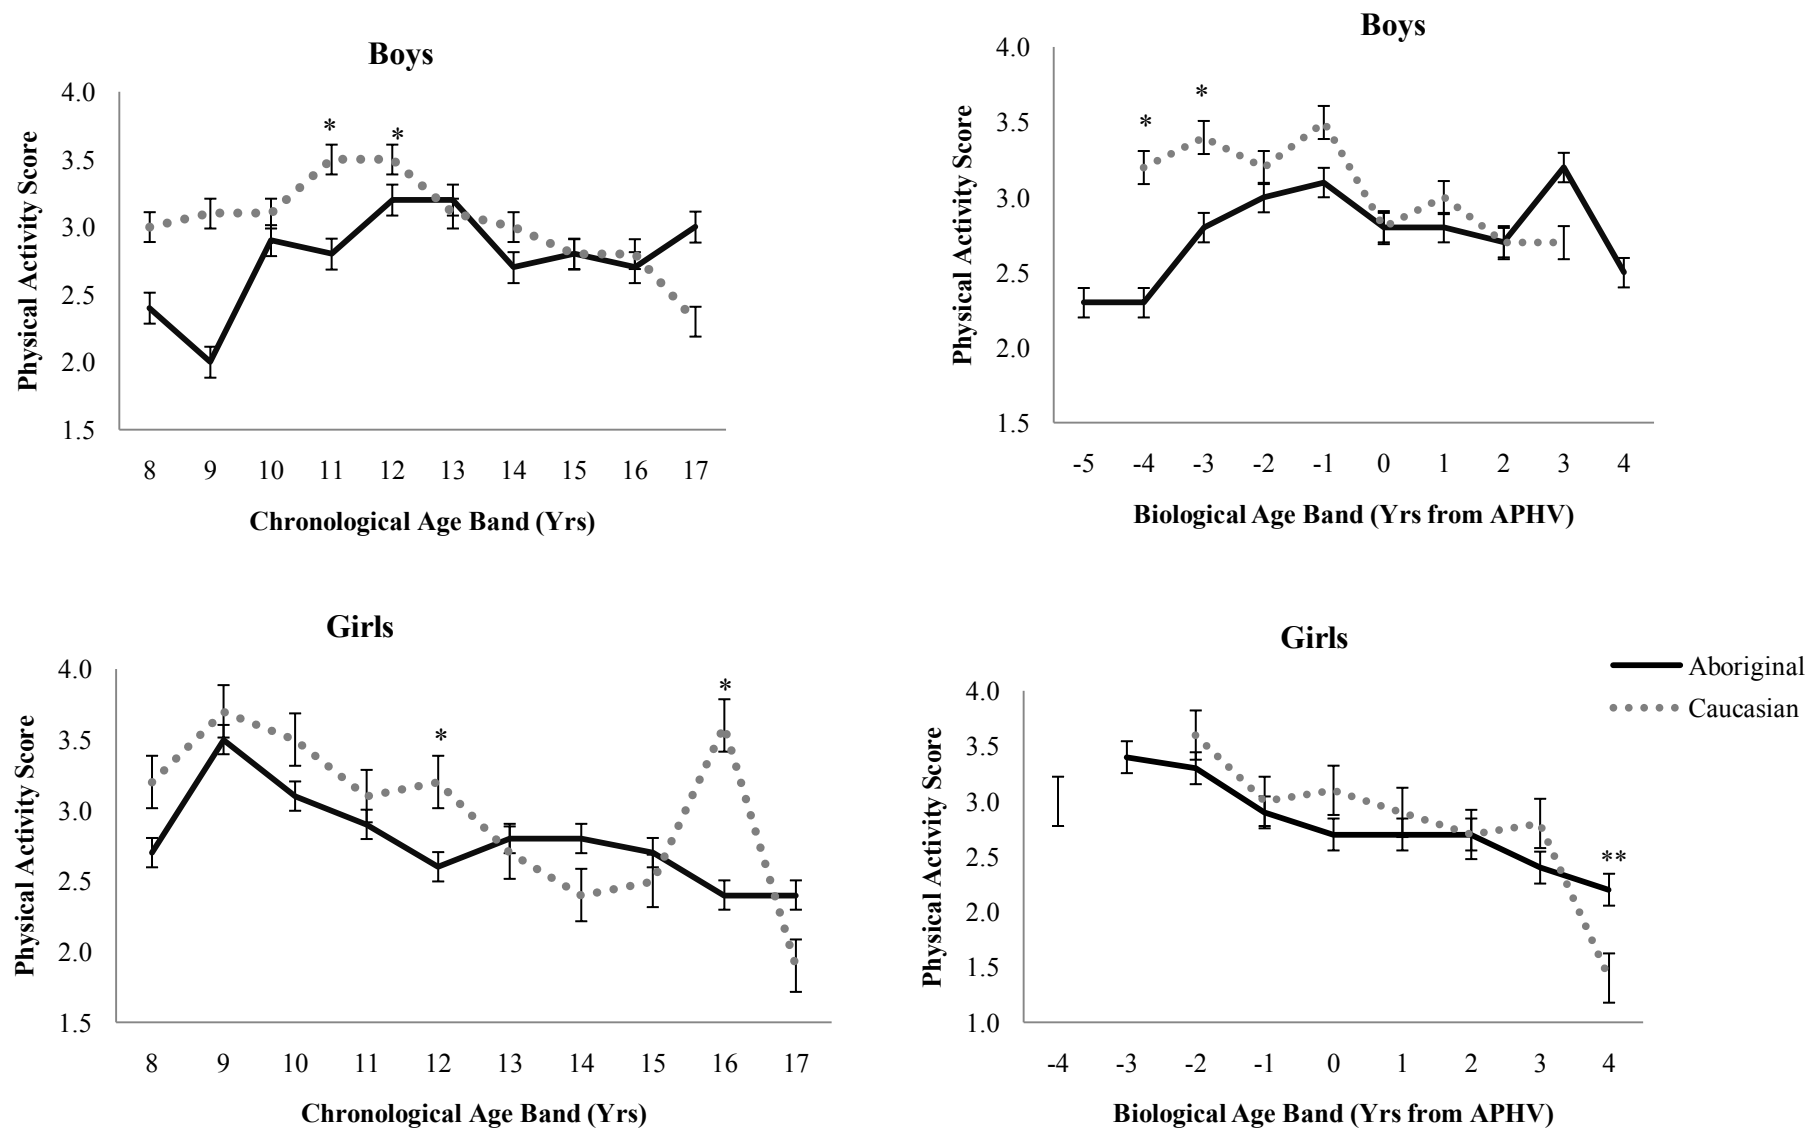 Boys
Physical Activity Score
4.0
3.5
3.0
2.5
2.0
1.5
* *
8 9 10 11 12 13 14 15 16 17
Chronological Age Band (Yrs)
Boys
Physical Activity Score
4.0
3.5
3.0
2.5
2.0
1.5
* *
-5 -4 -3 -2 -1 0 1 2 3 4
Biological Age Band (Yrs from APHV)
Girls
Physical Activity Score
4.0
3.5
3.0
2.5
2.0
1.5
* *
8 9 10 11 12 13 14 15 16 17
Chronological Age Band (Yrs)
Girls
Physical Activity Score
4.0
3.5
3.0
2.5
2.0
1.5
1.0
**
-4 -3 -2 -1 0 1 2 3 4
Biological Age Band (Yrs from APHV)
Aboriginal
Caucasian